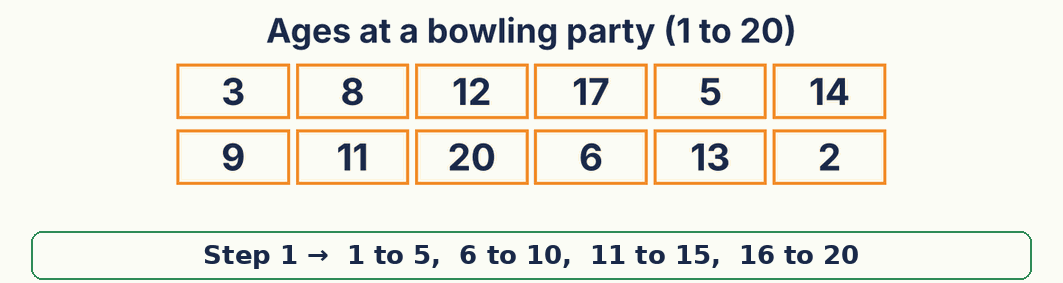 Ages at a bowling party (1 to 20)
3 8 12 17 5 14
9 11 20 6 13 2
Step 1 → 1 to 5, 6 to 10, 11 to 15, 16 to 20